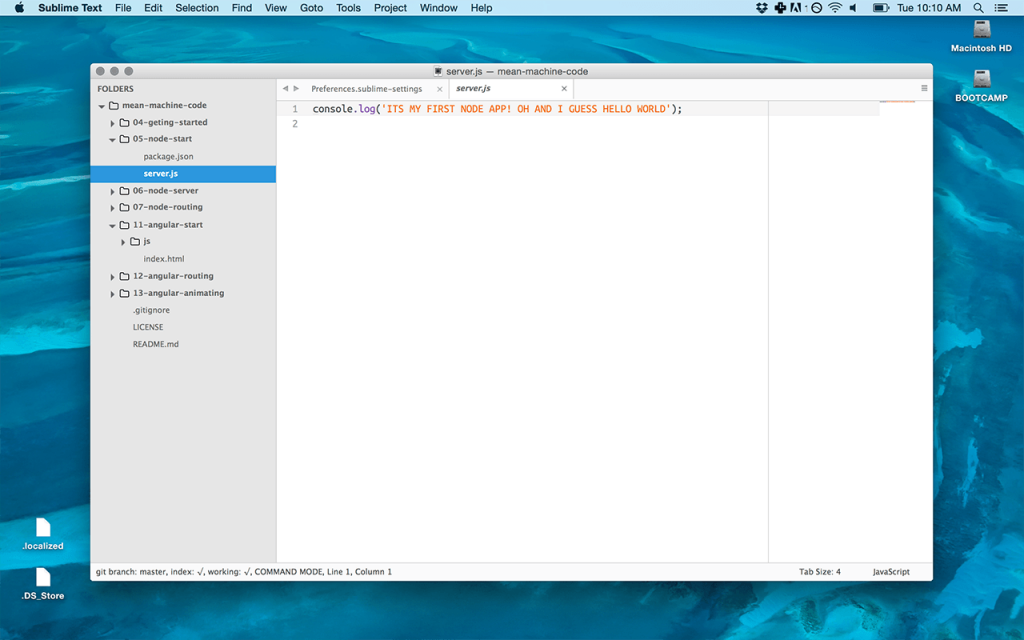 Sublime Text File Edit Selection Find View Goto Tools Project Window Help Tue 10:10 AM
Macintosh HD
BOOTCAMP
server.js — mean-machine-code
FOLDERS
mean-machine-code
04-geting-started
05-node-start
package.json
server.js
06-node-server
07-node-routing
11-angular-start
js
index.html
12-angular-routing
13-angular-animating
.gitignore
LICENSE
README.md
Preferences.sublime-settings server.js
1 console.log('ITS MY FIRST NODE APP! OH AND I GUESS HELLO WORLD');
2
.localized
.DS_Store
git branch: master, index: √, working: √, COMMAND MODE, Line 1, Column 1 Tab Size: 4 JavaScript